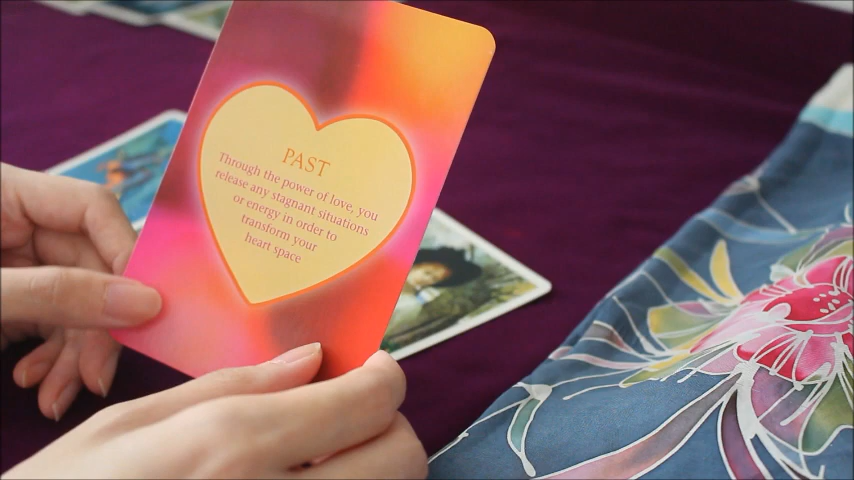 PAST
Through the power of love, you
release any stagnant situations
or energy in order to
transform your
heart space